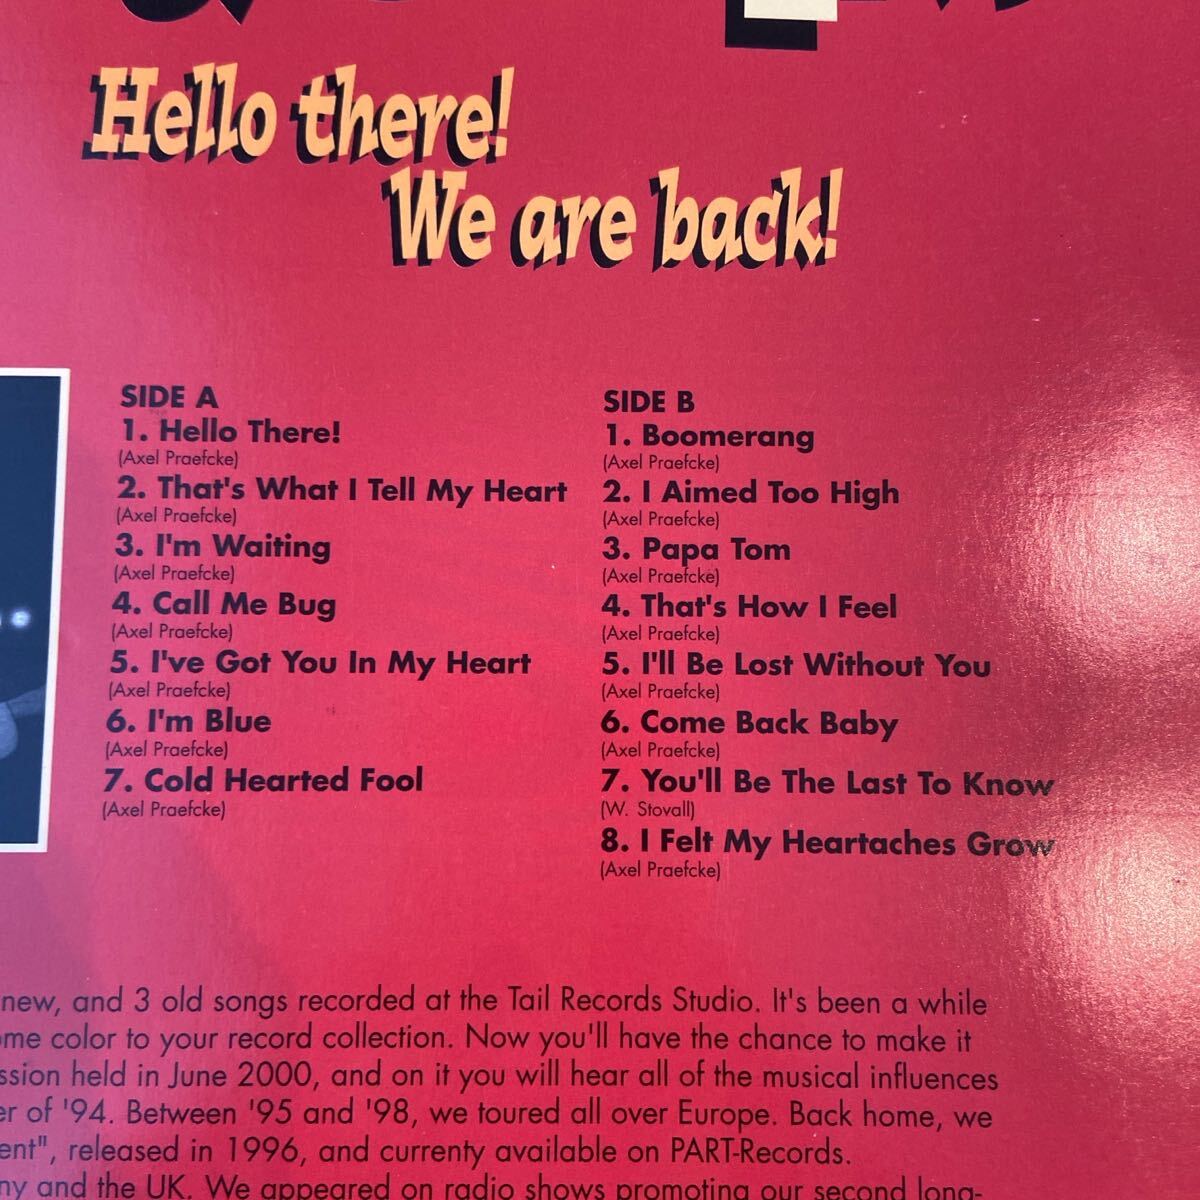 Hello there!
We are back!
SIDE A
1. Hello There!
(Axel Praefcke)
2. That's What I Tell My Heart
(Axel Praefcke)
3. I'm Waiting
(Axel Praefcke)
4. Call Me Bug
(Axel Praefcke)
5. I've Got You In My Heart
(Axel Praefcke)
6. I'm Blue
(Axel Praefcke)
7. Cold Hearted Fool
(Axel Praefcke)
SIDE B
1. Boomerang
(Axel Praefcke)
2. I Aimed Too High
(Axel Praefcke)
3. Papa Tom
(Axel Praefcke)
4. That's How I Feel
(Axel Praefcke)
5. I'll Be Lost Without You
(Axel Praefcke)
6. Come Back Baby
(Axel Praefcke)
7. You'll Be The Last To Know
(W. Stovall)
8. I Felt My Heartaches Grow
(Axel Praefcke)
new, and 3 old songs recorded at the Tail Records Studio. It's been a while
ome color to your record collection. Now you'll have the chance to make it
ssion held in June 2000, and on it you will hear all of the musical influences
er of '94. Between '95 and '98, we toured all over Europe. Back home, we
ent", released in 1996, and currenty available on PART-Records.
ny and the UK. We appeared on radio shows promoting our second long-